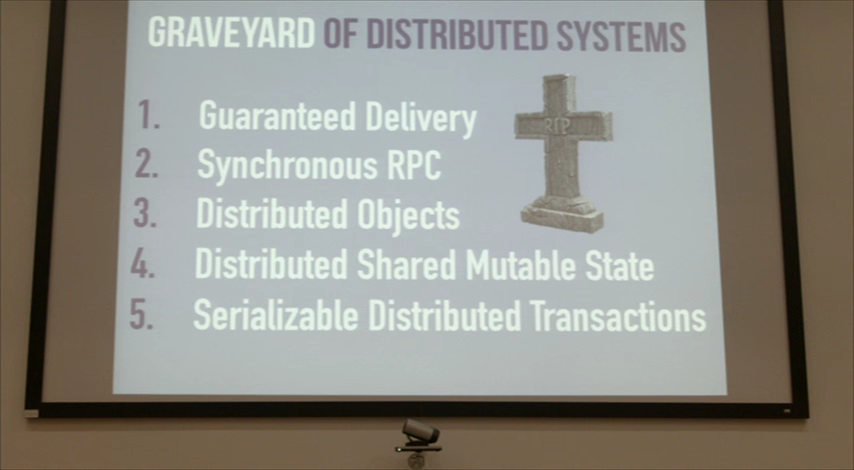 GRAVEYARD OF DISTRIBUTED SYSTEMS
RIP
1. Guaranteed Delivery
2. Synchronous RPC
3. Distributed Objects
4. Distributed Shared Mutable State
5. Serializable Distributed Transactions